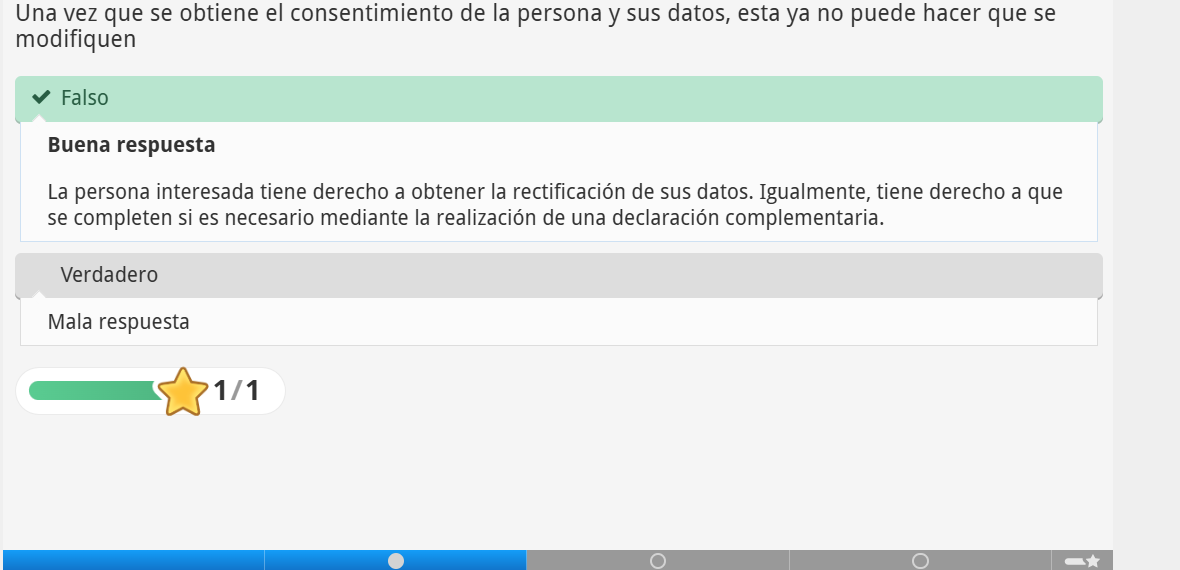 Una vez que se obtiene el consentimiento de la persona y sus datos, esta ya no puede hacer que se
modifiquen
Falso
Buena respuesta
La persona interesada tiene derecho a obtener la rectificación de sus datos. Igualmente, tiene derecho a que
se completen si es necesario mediante la realización de una declaración complementaria.
Verdadero
Mala respuesta
1/1